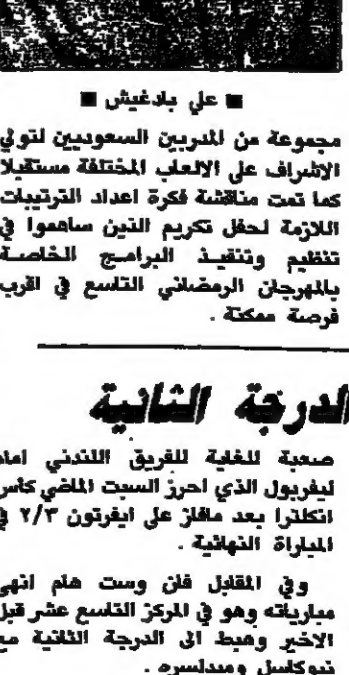 ■ علي بادغيش ■
مجموعة من المدربين السعوديين لتولي
الاشراف على الالعاب المختلفة مستقبلا
كما تمت مناقشة فكرة اعداد الترتيبات
اللازمة لحفل تكريم الذين ساهموا في
تنظيم وتنفيذ البرامج الخاصة
بالمهرجان الرمضاني التاسع في اقرب
فرصة ممكنة .
الدرجة الثانية
صعبة للغاية للفريق اللندني امام
ليفربول الذي احرز السبت الماضي كأس
انكلترا بعد مافاز على ايفرتون ٢/٣ في
المباراة النهائية .
وفي المقابل فان وست هام انهى
مبارياته وهو في المركز التاسع عشر قبل
الاخير وهبط الى الدرجة الثانية مع
نيوكاسل وميدلسبره .